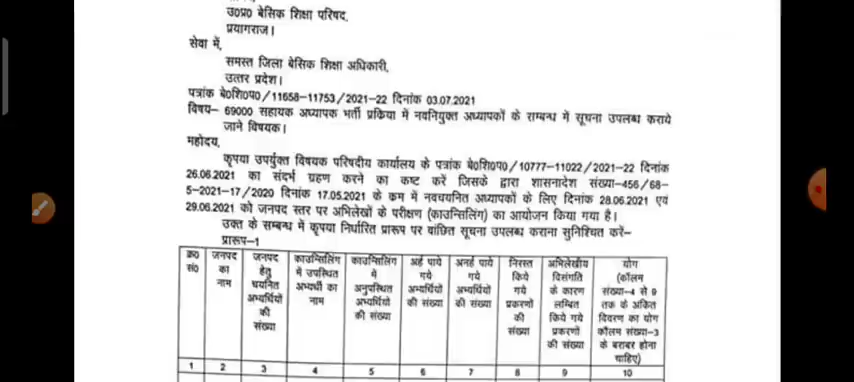 उ0प्र0 बेसिक शिक्षा परिषद,
प्रयागराज।
सेवा में,
समस्त जिला बेसिक शिक्षा अधिकारी,
उत्तर प्रदेश।
पत्रांक बे0शि0प0/11658-11753/2021-22 दिनांक 03.07.2021
विषय- 69000 सहायक अध्यापक भर्ती प्रक्रिया में नवनियुक्त अध्यापकों के सम्बन्ध में सूचना उपलब्ध कराये
जाने विषयक।
महोदय,
कृपया उपर्युक्त विषयक परिषदीय कार्यालय के पत्रांक बे0शि0प0/10777-11022/2021-22 दिनांक
26.06.2021 का संदर्भ ग्रहण करने का कष्ट करें जिसके द्वारा शासनादेश संख्या-456/68-
5-2021-17/2020 दिनांक 17.05.2021 के क्रम में नवचयनित अध्यापकों के लिए दिनांक 28.06.2021 एवं
29.06.2021 को जनपद स्तर पर अभिलेखों के परीक्षण (काउन्सिलिंग) का आयोजन किया गया है।
उक्त के सम्बन्ध में कृपया निर्धारित प्रारूप पर वांछित सूचना उपलब्ध कराना सुनिश्चित करें-
प्रारूप-1
क्र0 सं0
जनपद का नाम
जनपद हेतु चयनित अभ्यर्थियों की संख्या
काउन्सिलिंग में उपस्थित अभ्यर्थी का नाम
काउन्सिलिंग में अनुपस्थित अभ्यर्थियों की संख्या
अर्ह पाये गये अभ्यर्थियों की संख्या
अनर्ह पाये गये अभ्यर्थियों की संख्या
निरस्त किये गये प्रकरणों की संख्या
अभिलेखीय विसंगति के कारण लम्बित किये गये प्रकरणों की संख्या
योग (कॉलम संख्या-4 से 9 तक के अंकित विवरण का योग कॉलम संख्या-3 के बराबर होना चाहिए)
1 2 3 4 5 6 7 8 9 10